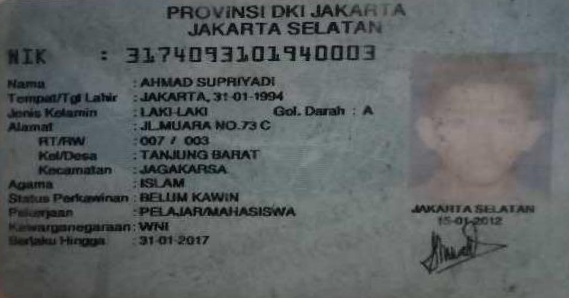 PROVINSI DKI JAKARTA
JAKARTA SELATAN
NIK : 3174093101940003
Nama : AHMAD SUPRIYADI
Tempat/Tgl Lahir : JAKARTA, 31-01-1994
Jenis Kelamin : LAKI-LAKI Gol. Darah : A
Alamat : JL.MUARA NO.73 C
RT/RW : 007 / 003
Kel/Desa : TANJUNG BARAT
Kecamatan : JAGAKARSA
Agama : ISLAM
Status Perkawinan : BELUM KAWIN
Pekerjaan : PELAJAR/MAHASISWA
Kewarganegaraan : WNI
Berlaku Hingga : 31-01-2017
JAKARTA SELATAN
15-01-2012